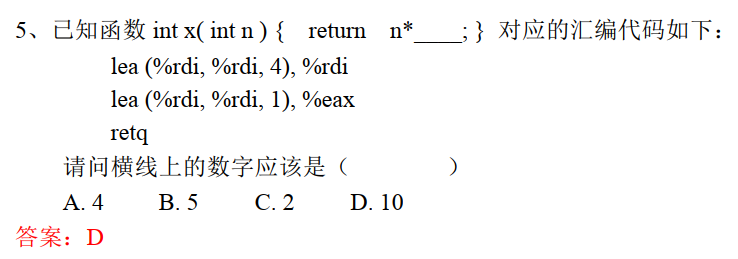 5、已知函数 int x( int n ) { return n*____; } 对应的汇编代码如下：
lea (%rdi, %rdi, 4), %rdi
lea (%rdi, %rdi, 1), %eax
retq
请问横线上的数字应该是（ ）
A. 4 B. 5 C. 2 D. 10
答案：D